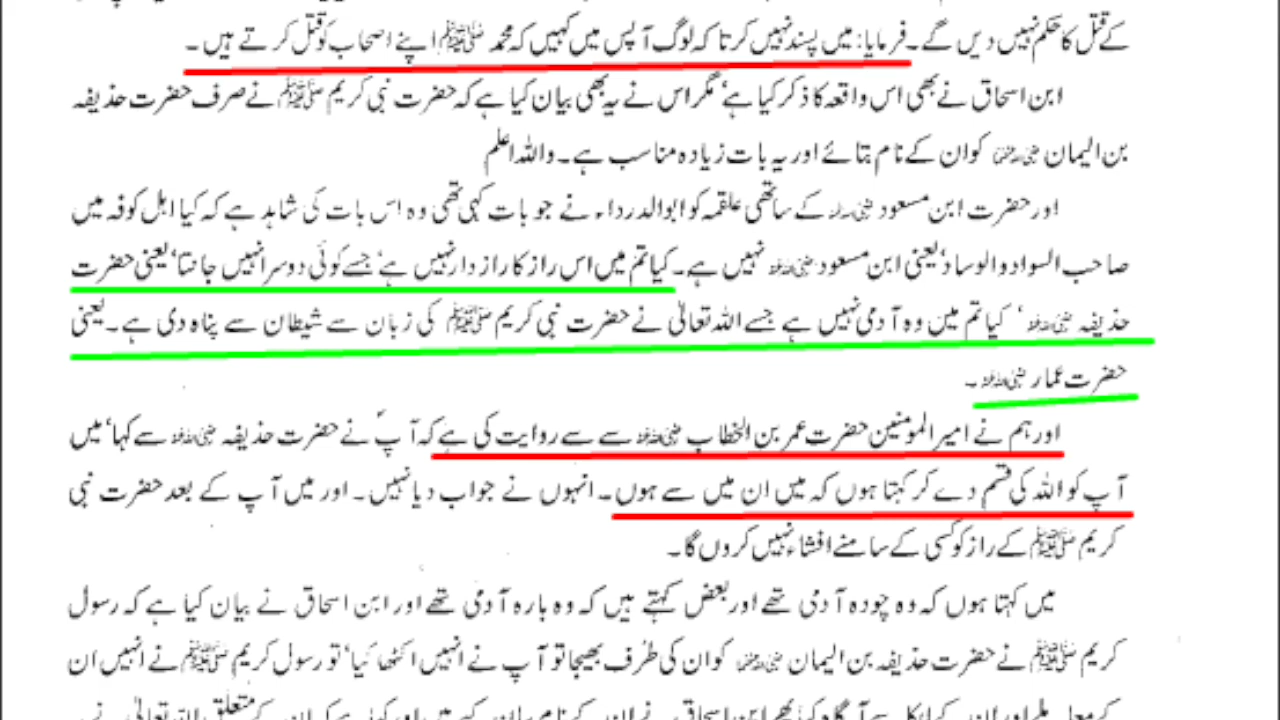 کے قتل کا حکم نہیں دیں گے۔ فرمایا: میں پسند نہیں کرتا کہ لوگ آپس میں کہیں کہ محمد ﷺ اپنے اصحاب کو قتل کرتے ہیں۔
ابن اسحاق نے بھی اس واقعہ کا ذکر کیا ہے' مگر اس نے یہ بھی بیان کیا ہے کہ حضرت نبی کریم ﷺ نے صرف حضرت حذیفہ
بن الیمان رضی اللہ عنہ کو ان کے نام بتائے اور یہ بات زیادہ مناسب ہے۔ واللہ اعلم
اور حضرت ابن مسعود رضی اللہ عنہ کے ساتھی علقمہ کو ابوالدرداء نے جو بات کہی تھی وہ اس بات کی شاہد ہے کہ کیا اہل کوفہ میں
صاحب السواد والوساد' یعنی ابن مسعود رضی اللہ عنہ نہیں ہے۔ کیا تم میں اس راز کا رازدار نہیں ہے' جسے کوئی دوسرا نہیں جانتا' یعنی حضرت
حذیفہ رضی اللہ عنہ' کیا تم میں وہ آدمی نہیں ہے جسے اللہ تعالیٰ نے حضرت نبی کریم ﷺ کی زبان سے شیطان سے پناہ دی ہے۔ یعنی
حضرت عمار رضی اللہ عنہ۔
اور ہم نے امیر المومنین حضرت عمر بن الخطاب رضی اللہ عنہ سے سے روایت کی ہے کہ آپ نے حضرت حذیفہ رضی اللہ عنہ سے کہا' میں
آپ کو اللہ کی قسم دے کر کہتا ہوں کہ میں ان میں سے ہوں۔ انہوں نے جواب دیا نہیں۔ اور میں آپ کے بعد حضرت نبی
کریم ﷺ کے راز کو کسی کے سامنے افشاء نہیں کروں گا۔
میں کہتا ہوں کہ وہ چودہ آدمی تھے اور بعض کہتے ہیں کہ وہ بارہ آدمی تھے اور ابن اسحاق نے بیان کیا ہے کہ رسول
کریم ﷺ نے حضرت حذیفہ بن الیمان رضی اللہ عنہ کو ان کی طرف بھیجا تو آپ نے انہیں اکٹھا کیا' تو رسول کریم ﷺ نے انہیں ان